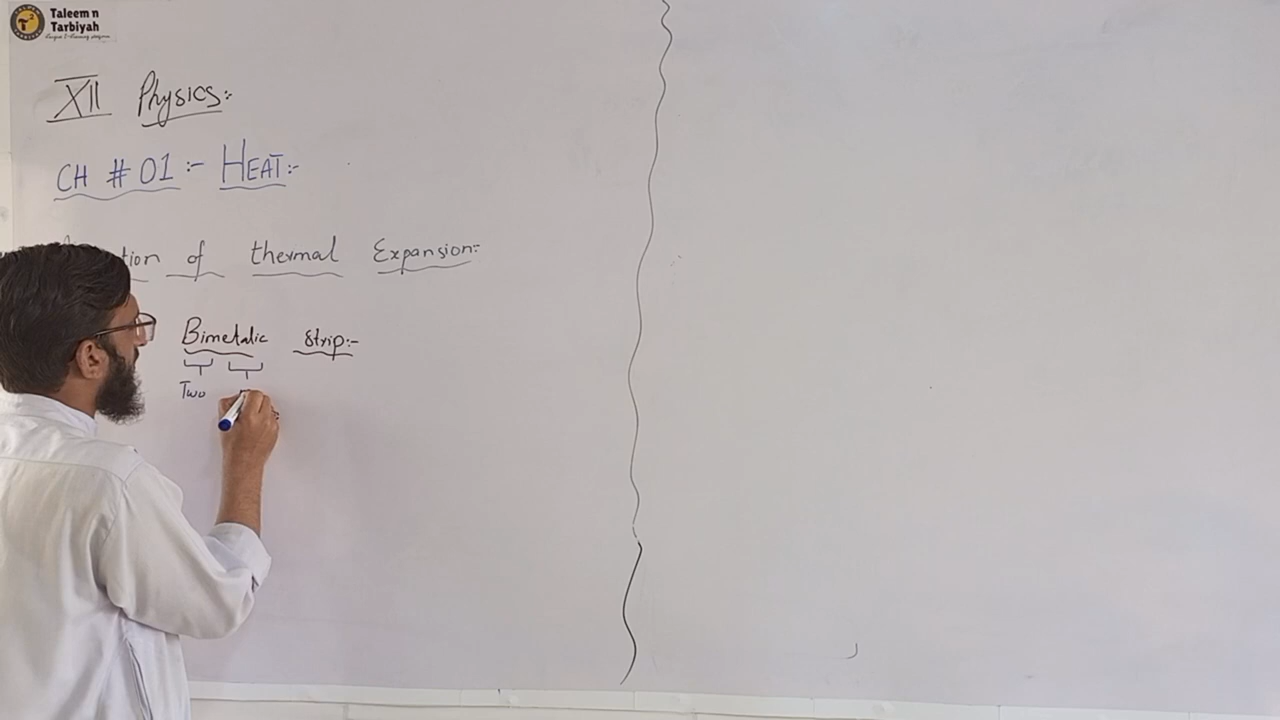 Taleem n
Tarbiyah
XII Physics:-
CH # 01 :- HEAT:-
tion of thermal Expansion:-
Bimetalic Strip:-
Two